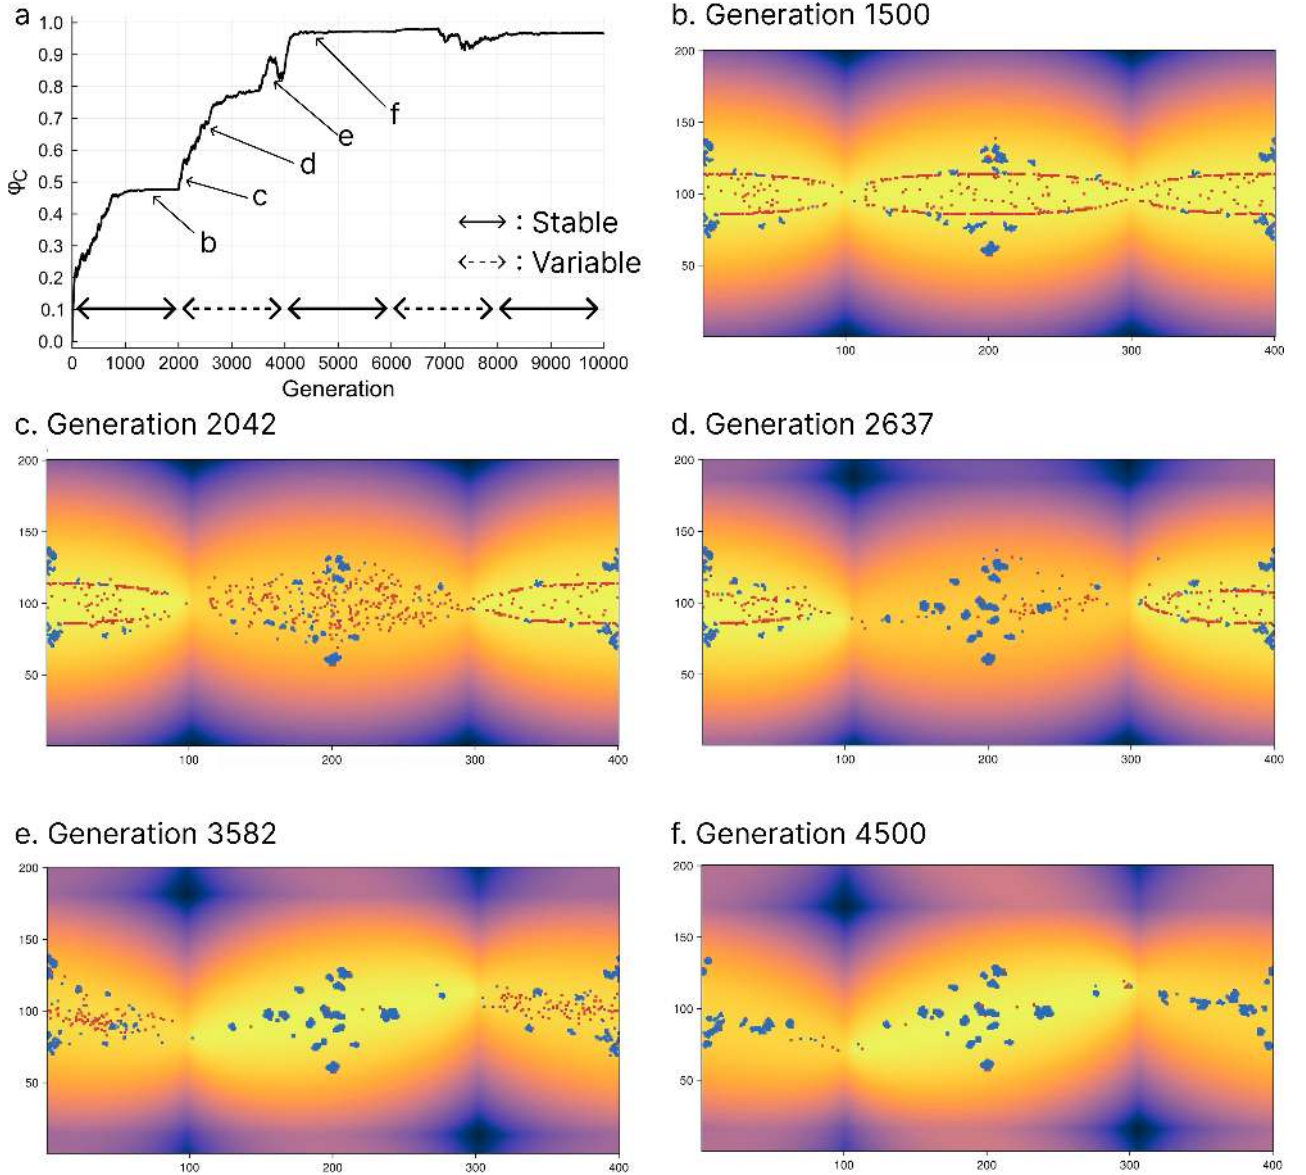 a
1.0
0.9
0.8
0.7
0.6
0.5
0.4
0.3
0.2
0.1
0.0
φC
f
e
d
c
b
: Stable
: Variable
0 1000 2000 3000 4000 5000 6000 7000 8000 9000 10000
Generation
b. Generation 1500
200
150
100
50
100 200 300 400
c. Generation 2042
200
150
100
50
100 200 300 400
d. Generation 2637
200
150
100
50
100 200 300 400
e. Generation 3582
200
150
100
50
100 200 300 400
f. Generation 4500
200
150
100
50
100 200 300 400